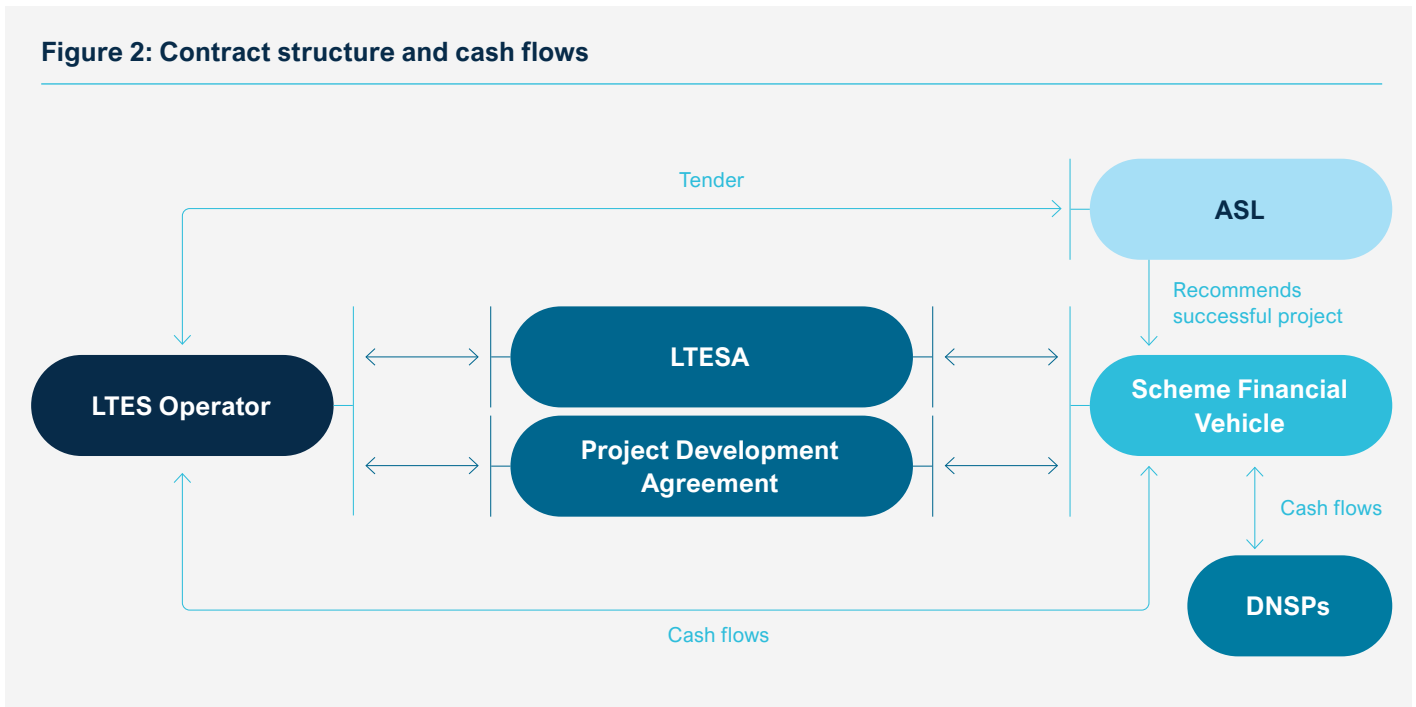 Figure 2: Contract structure and cash flows
Tender
ASL
Recommends
successful project
LTESA
LTES Operator
Scheme Financial
Vehicle
Project Development
Agreement
Cash flows
DNSPs
Cash flows